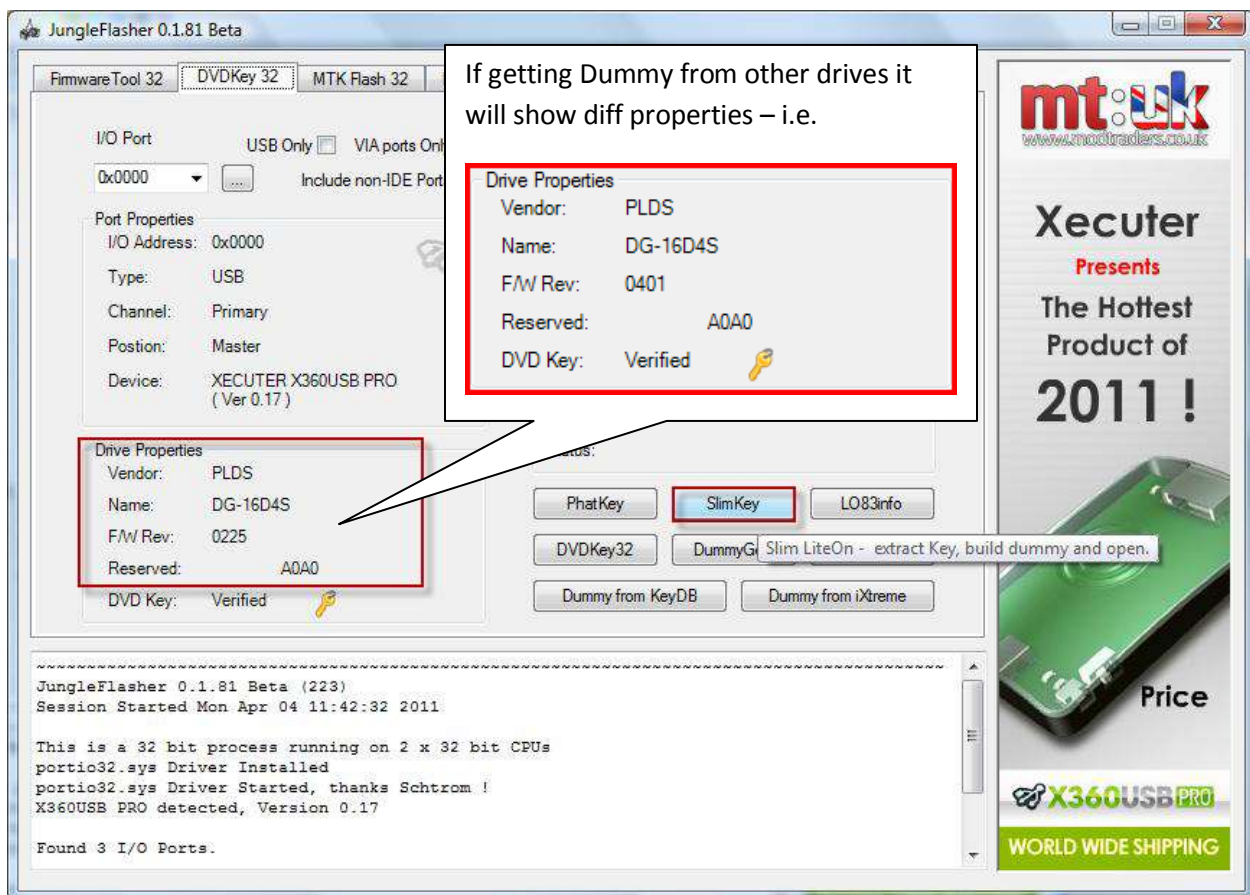 JungleFlasher 0.1.81 Beta
FirmwareTool 32 DVDKey 32 MTK Flash 32
If getting Dummy from other drives it
will show diff properties – i.e.
Drive Properties
Vendor: PLDS
Name: DG-16D4S
F/W Rev: 0401
Reserved: A0A0
DVD Key: Verified
I/O Port USB Only VIA ports Onl
0x0000 ... Include non-IDE Port
Port Properties
I/O Address: 0x0000
Type: USB
Channel: Primary
Postion: Master
Device: XECUTER X360USB PRO
( Ver 0.17 )
Drive Properties
Vendor: PLDS
Name: DG-16D4S
F/W Rev: 0225
Reserved: A0A0
DVD Key: Verified
PhatKey SlimKey LO83info
DVDKey32 DummyG Slim LiteOn - extract Key, build dummy and open.
Dummy from KeyDB Dummy from iXtreme
~~~~~~~~~~~~~~~~~~~~~~~~~~~~~~~~~~~~~~~~~~~~~~~~~~~~~~~~~~~~~~~~~~~~~~~~~~~~~~~~
JungleFlasher 0.1.81 Beta (223)
Session Started Mon Apr 04 11:42:32 2011
This is a 32 bit process running on 2 x 32 bit CPUs
portio32.sys Driver Installed
portio32.sys Driver Started, thanks Schtrom !
X360USB PRO detected, Version 0.17
Found 3 I/O Ports.
mt:uk
www.modtraders.co.uk
Xecuter
Presents
The Hottest
Product of
2011 !
Price
X360USB PRO
WORLD WIDE SHIPPING